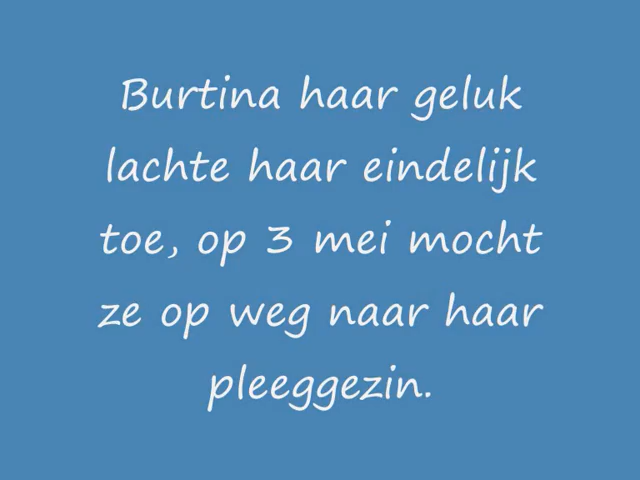 Burtina haar geluk
lachte haar eindelijk
toe, op 3 mei mocht
ze op weg naar haar
pleeggezin.